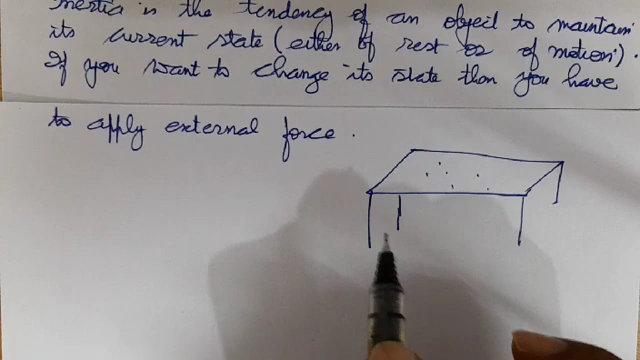 Inertia is the tendency of an object to maintain
its current state (either of rest or of motion).
If you want to change its state then you have
to apply external force.